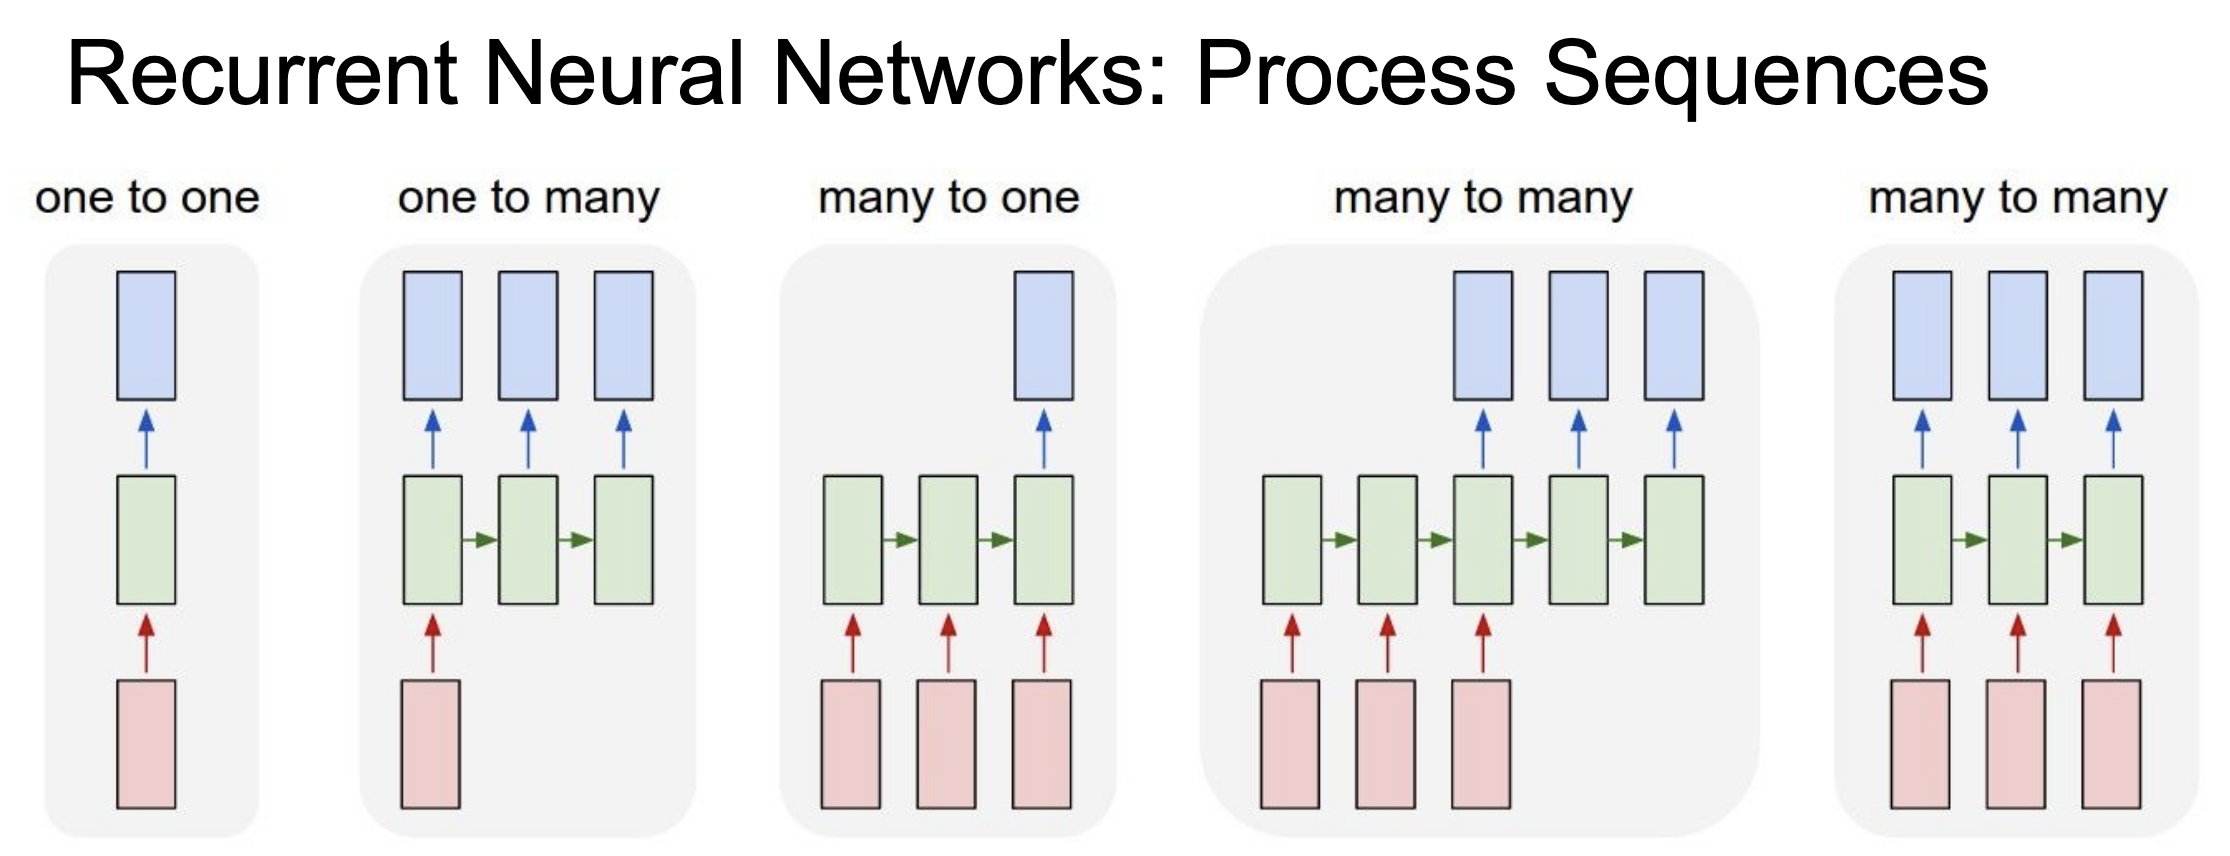 Recurrent Neural Networks: Process Sequences
one to one
one to many
many to one
many to many
many to many